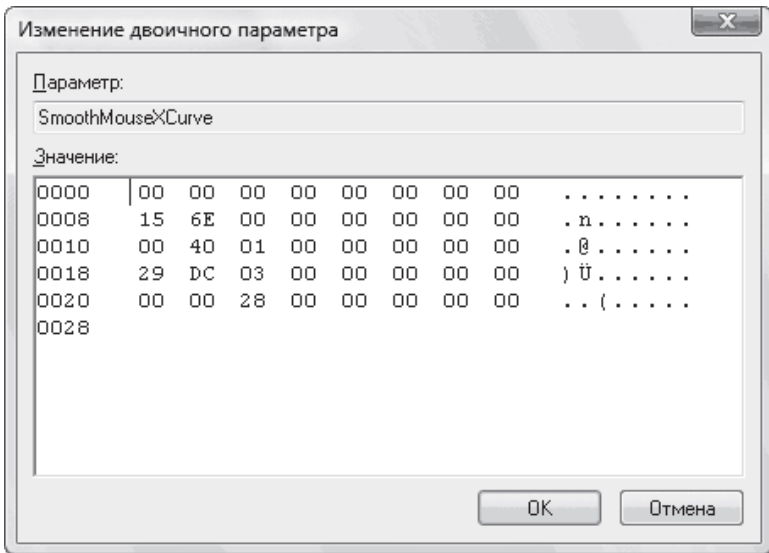 Изменение двоичного параметра
Параметр:
SmoothMouseXCurve
Значение:
0000 00 00 00 00 00 00 00 00 ........
0008 15 6E 00 00 00 00 00 00 .n......
0010 00 40 01 00 00 00 00 00 .@......
0018 29 DC 03 00 00 00 00 00 )Ü......
0020 00 00 28 00 00 00 00 00 ..(.....
0028
OK Отмена